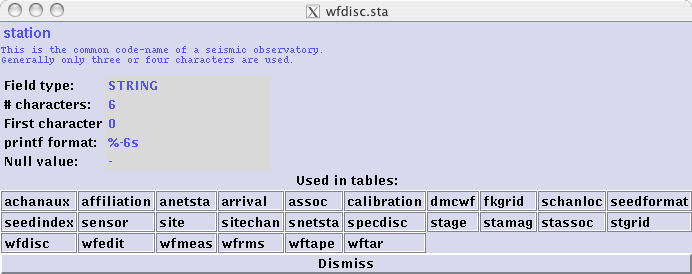 wfdisc.sta
station
This is the common code-name of a seismic observatory.
Generally only three or four characters are used.
Field type: STRING
# characters: 6
First character 0
printf format: %-6s
Null value: -
Used in tables:
achanaux affiliation anetsta arrival assoc calibration dmcwf fkgrid schanloc seedformat
seedindex sensor site sitechan snetsta specdisc stage stamag stassoc stgrid
wfdisc wfedit wfmeas wfrms wftape wftar
Dismiss